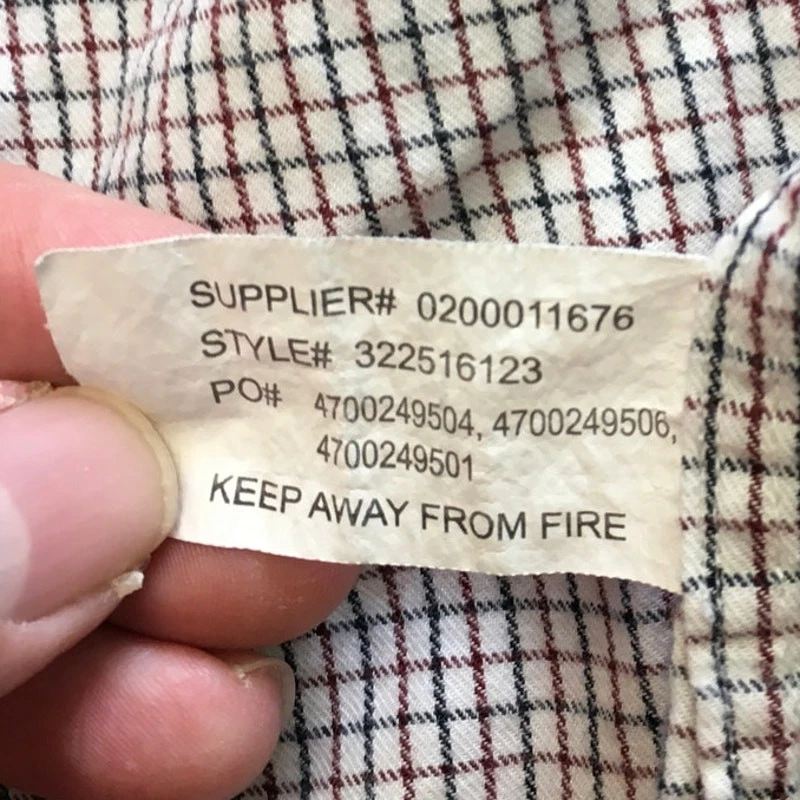 SUPPLIER# 0200011676
STYLE# 322516123
PO# 4700249504, 4700249506,
4700249501
KEEP AWAY FROM FIRE